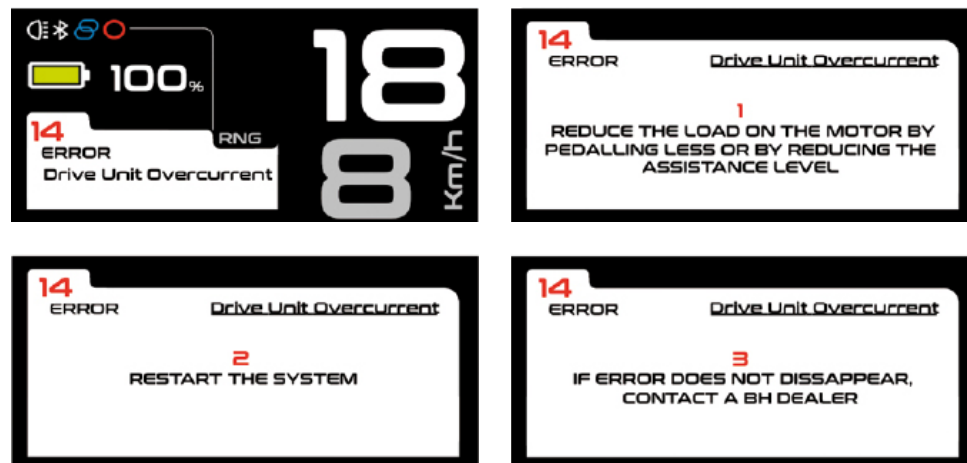 100%
14
ERROR
Drive Unit Overcurrent
RNG
18
8
Km/h
14
ERROR
Drive Unit Overcurrent
1
REDUCE THE LOAD ON THE MOTOR BY
PEDALLING LESS OR BY REDUCING THE
ASSISTANCE LEVEL
14
ERROR
Drive Unit Overcurrent
2
RESTART THE SYSTEM
14
ERROR
Drive Unit Overcurrent
3
IF ERROR DOES NOT DISSAPPEAR,
CONTACT A BH DEALER